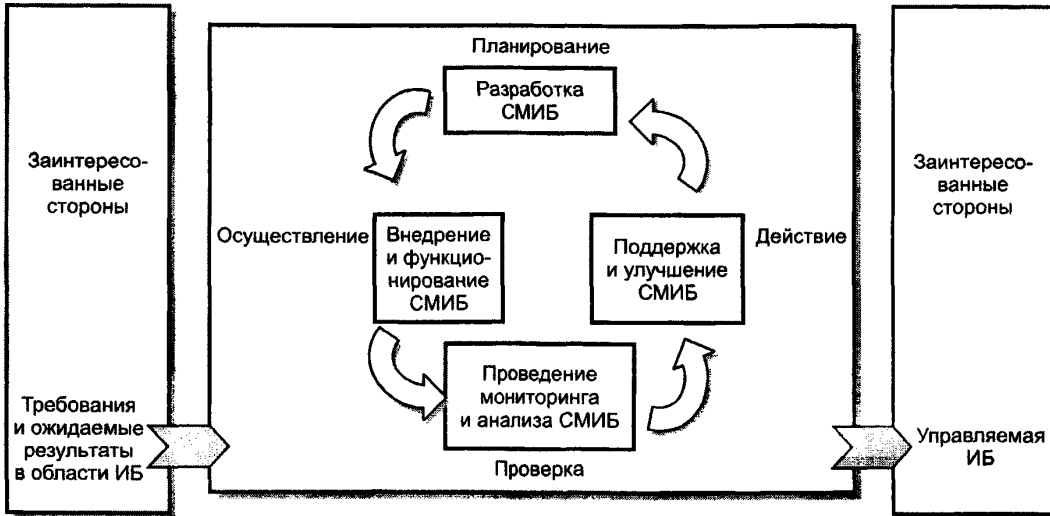 Планирование
Разработка
СМИБ
Заинтересо-
ванные
стороны
Осуществление
Внедрение
и функцио-
нирование
СМИБ
Поддержка
и улучшение
СМИБ
Действие
Заинтересо-
ванные
стороны
Проведение
мониторинга
и анализа СМИБ
Проверка
Требования
и ожидаемые
результаты
в области ИБ
Управляемая
ИБ